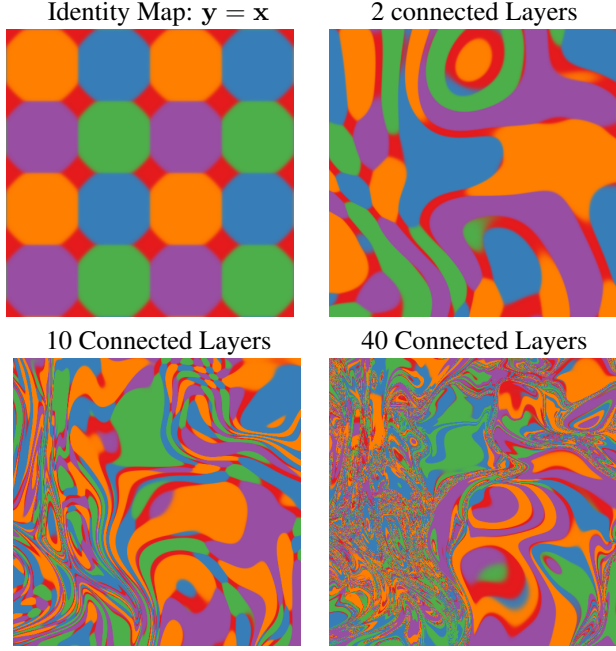 Identity Map: y = x
2 connected Layers
10 Connected Layers
40 Connected Layers